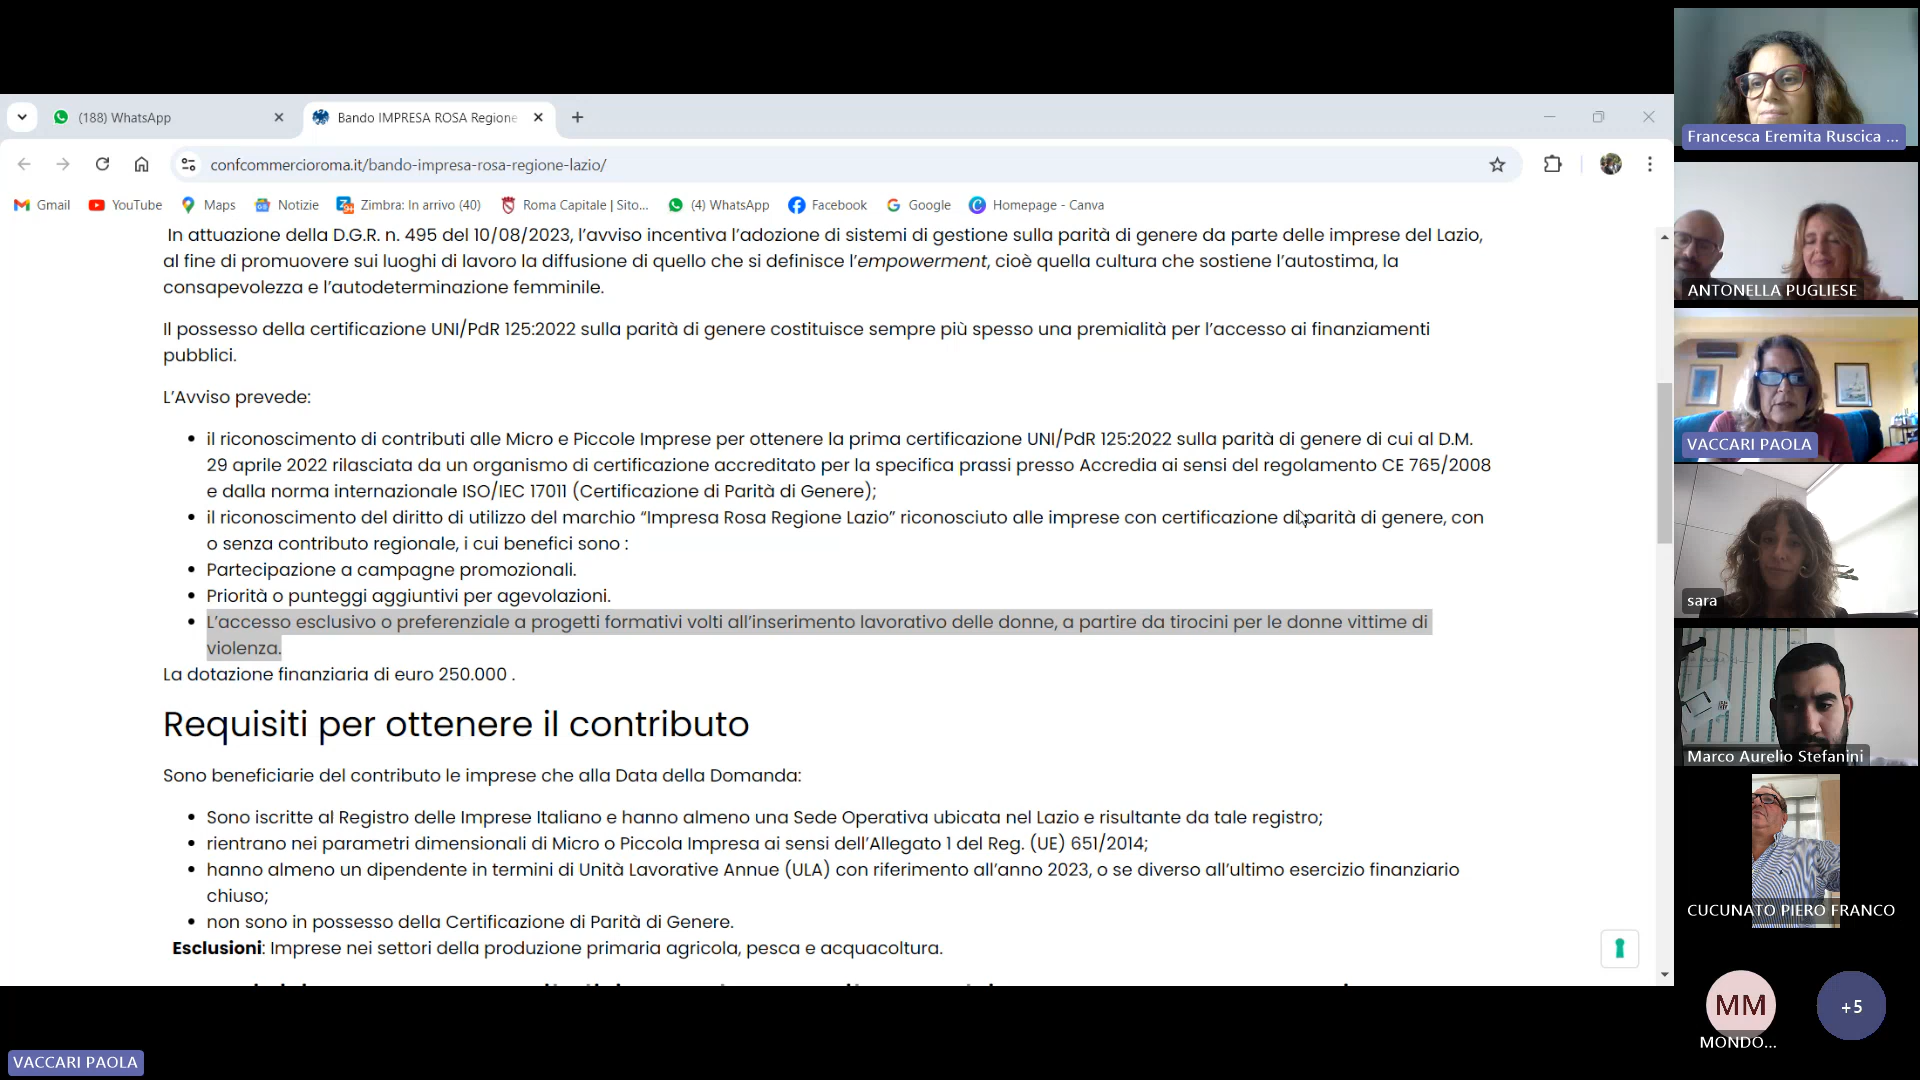 (188) WhatsApp
Bando IMPRESA ROSA Regione
confcommercioroma.it/bando-impresa-rosa-regione-lazio/
Gmail
YouTube
Maps
Notizie
Zimbra: In arrivo (40)
Roma Capitale | Sito...
(4) WhatsApp
Facebook
Google
Homepage - Canva
In attuazione della D.G.R. n. 495 del 10/08/2023, l’avviso incentiva l’adozione di sistemi di gestione sulla parità di genere da parte delle imprese del Lazio,
al fine di promuovere sui luoghi di lavoro la diffusione di quello che si definisce l’empowerment, cioè quella cultura che sostiene l’autostima, la
consapevolezza e l’autodeterminazione femminile.
Il possesso della certificazione UNI/PdR 125:2022 sulla parità di genere costituisce sempre più spesso una premialità per l’accesso ai finanziamenti
pubblici.
L’Avviso prevede:
il riconoscimento di contributi alle Micro e Piccole Imprese per ottenere la prima certificazione UNI/PdR 125:2022 sulla parità di genere di cui al D.M.
29 aprile 2022 rilasciata da un organismo di certificazione accreditato per la specifica prassi presso Accredia ai sensi del regolamento CE 765/2008
e dalla norma internazionale ISO/IEC 17011 (Certificazione di Parità di Genere);
il riconoscimento del diritto di utilizzo del marchio “Impresa Rosa Regione Lazio” riconosciuto alle imprese con certificazione di parità di genere, con
o senza contributo regionale, i cui benefici sono :
Partecipazione a campagne promozionali.
Priorità o punteggi aggiuntivi per agevolazioni.
L’accesso esclusivo o preferenziale a progetti formativi volti all’inserimento lavorativo delle donne, a partire da tirocini per le donne vittime di
violenza.
La dotazione finanziaria di euro 250.000 .
Requisiti per ottenere il contributo
Sono beneficiarie del contributo le imprese che alla Data della Domanda:
Sono iscritte al Registro delle Imprese Italiano e hanno almeno una Sede Operativa ubicata nel Lazio e risultante da tale registro;
rientrano nei parametri dimensionali di Micro o Piccola Impresa ai sensi dell’Allegato 1 del Reg. (UE) 651/2014;
hanno almeno un dipendente in termini di Unità Lavorative Annue (ULA) con riferimento all’anno 2023, o se diverso all’ultimo esercizio finanziario
chiuso;
non sono in possesso della Certificazione di Parità di Genere.
Esclusioni: Imprese nei settori della produzione primaria agricola, pesca e acquacoltura.
VACCARI PAOLA
Francesca Eremita Ruscica ...
ANTONELLA PUGLIESE
VACCARI PAOLA
sara
Marco Aurelio Stefanini
CUCUNATO PIERO FRANCO
MM
+5
MONDO...